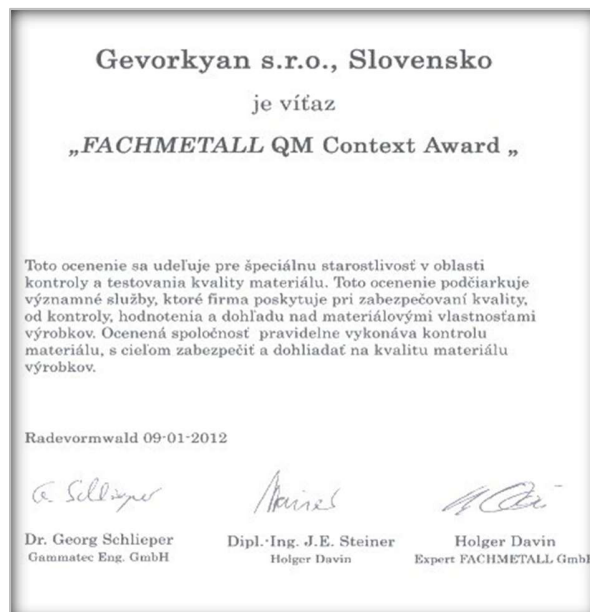 Gevorkyan s.r.o., Slovensko
je víťaz
„FACHMETALL QM Context Award „
Toto ocenenie sa udeľuje pre špeciálnu starostlivosť v oblasti
kontroly a testovania kvality materiálu. Toto ocenenie podčiarkuje
významné služby, ktoré firma poskytuje pri zabezpečovaní kvality,
od kontroly, hodnotenia a dohľadu nad materiálovými vlastnosťami
výrobkov. Ocenená spoločnosť pravidelne vykonáva kontrolu
materiálu, s cieľom zabezpečiť a dohliadať na kvalitu materiálu
výrobkov.
Radevormwald 09-01-2012
G. Schlieper
Dr. Georg Schlieper Dipl.-Ing. J.E. Steiner Holger Davin
Gammatec Eng. GmbH Holger Davin Expert FACHMETALL Gmb